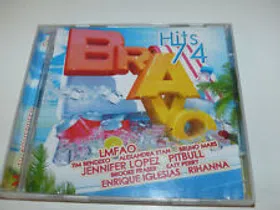 Hits
74
BRAVO
LMFAO
TIM BENDZKO ALEXANDRA STAN BRUNO MARS
JENNIFER LOPEZ PITBULL
BROOKE FRASER KATY PERRY
ENRIQUE IGLESIAS RIHANNA